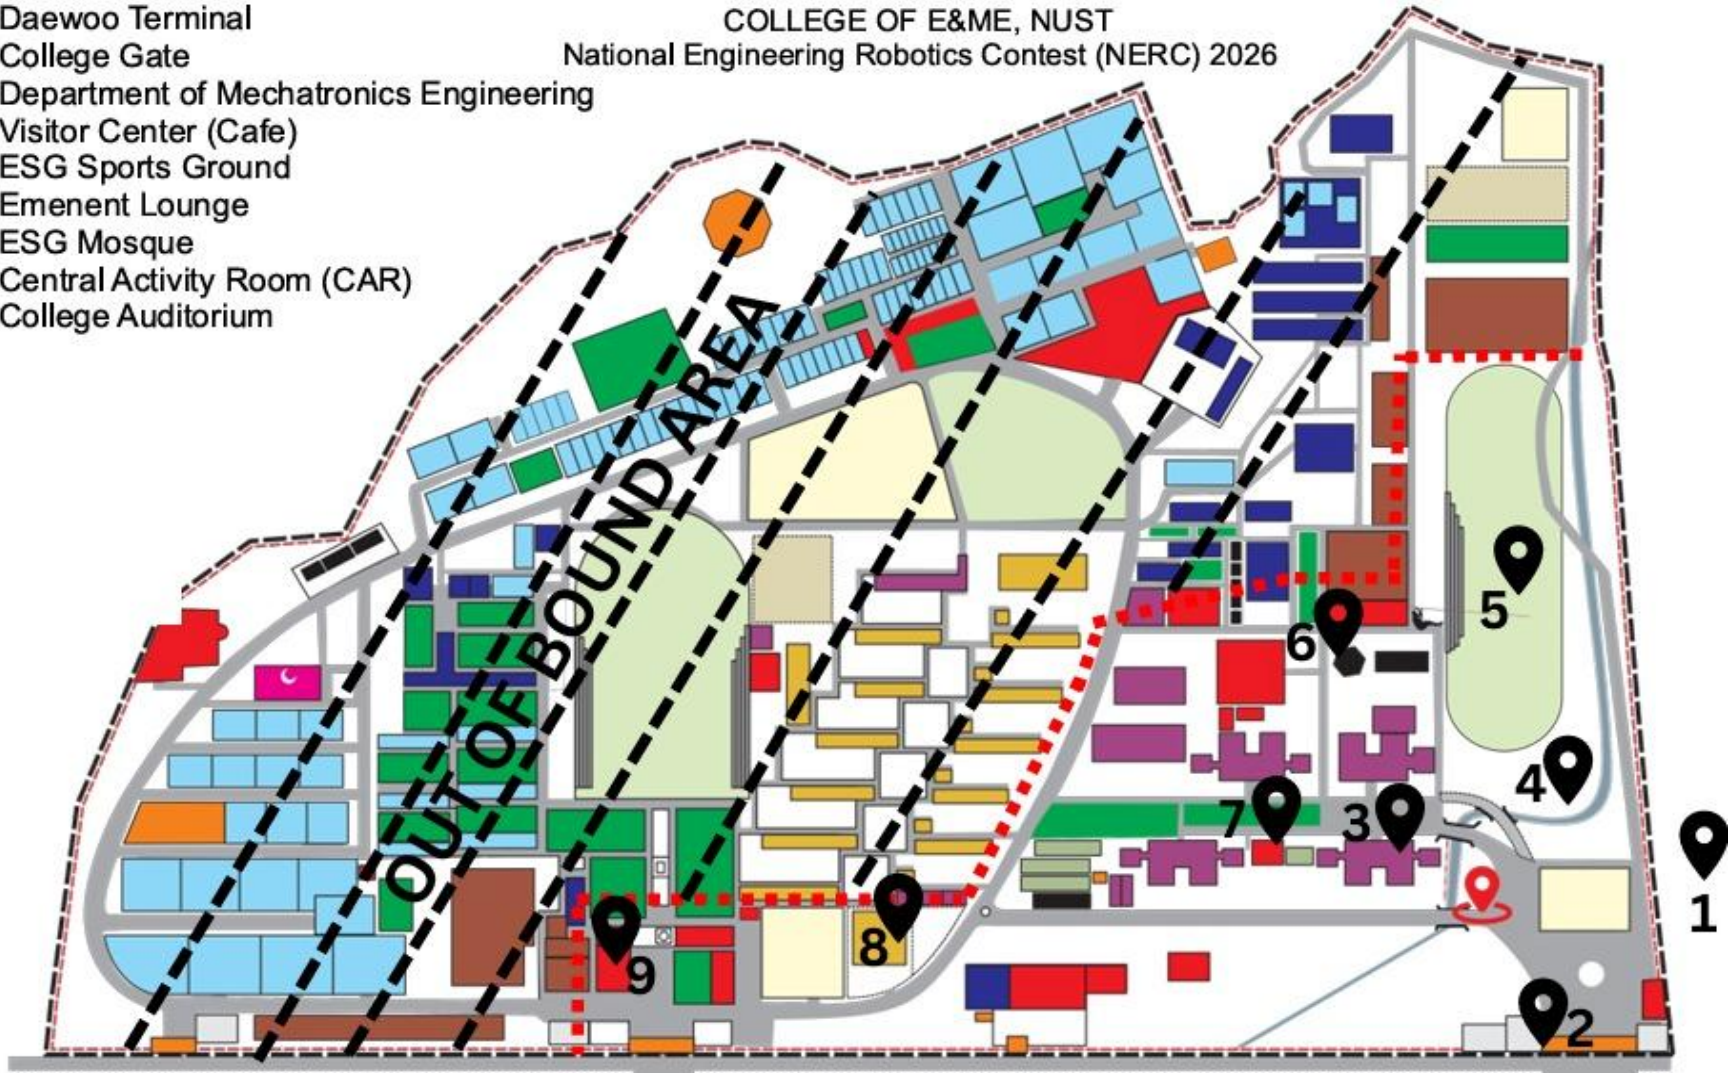 Daewoo Terminal
College Gate
Department of Mechatronics Engineering
Visitor Center (Cafe)
ESG Sports Ground
Emenent Lounge
ESG Mosque
Central Activity Room (CAR)
College Auditorium
COLLEGE OF E&ME, NUST
National Engineering Robotics Contest (NERC) 2026
OUT OF BOUND AREA
5
6
4
7
3
1
8
9
2